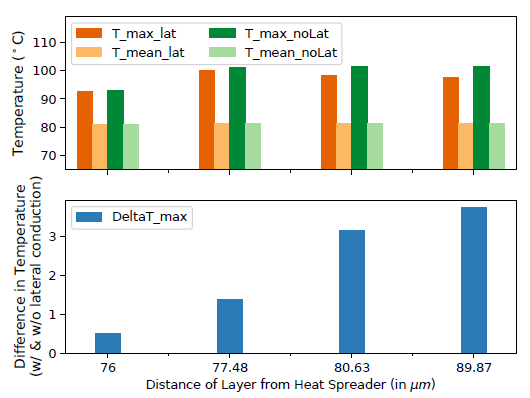 T_max_lat
T_max_noLat
T_mean_lat
T_mean_noLat
Temperature (°C)
110
100
90
80
70
DeltaT_max
Difference in Temperature
(w/ & w/o lateral conduction)
3
2
1
0
76
77.48
80.63
89.87
Distance of Layer from Heat Spreader (in μm)